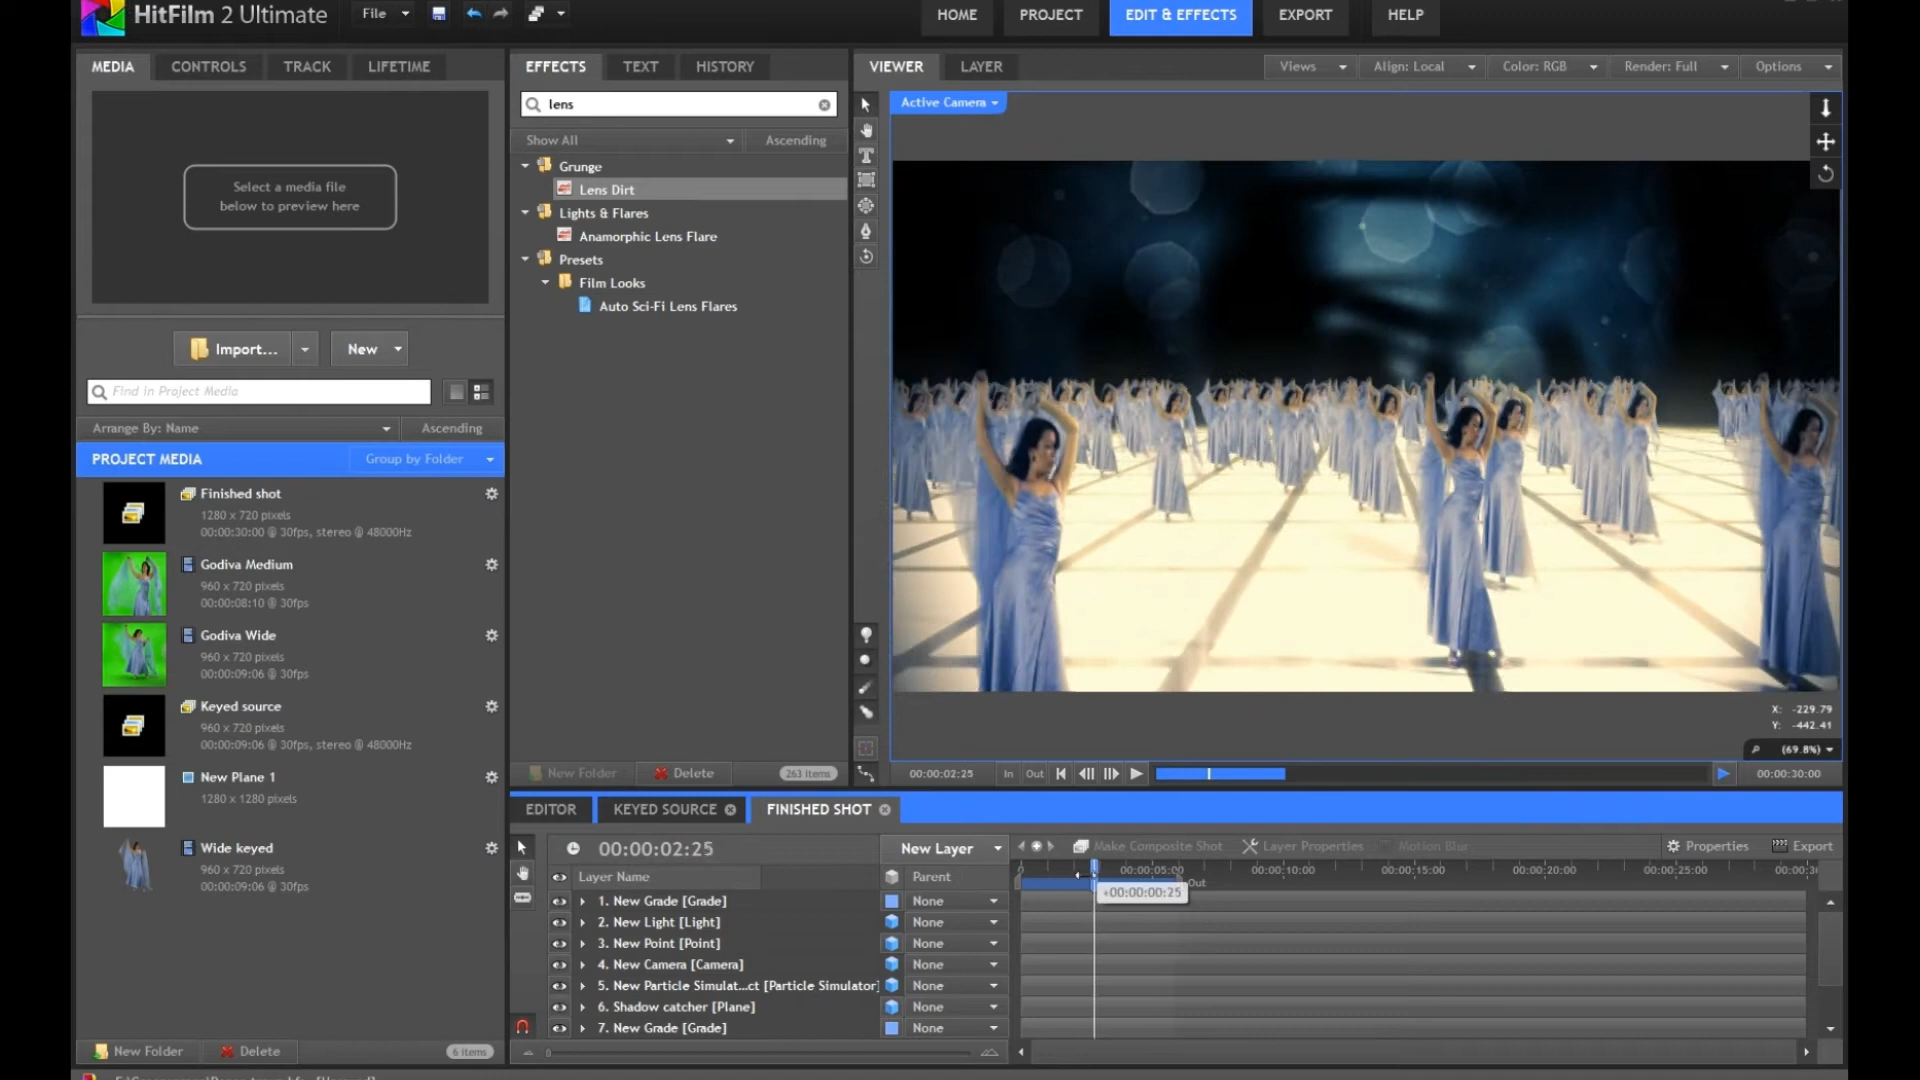 HitFilm 2 Ultimate
File
HOME
PROJECT
EDIT & EFFECTS
EXPORT
HELP
MEDIA
CONTROLS
TRACK
LIFETIME
Select a media file
below to preview here
Import...
New
Find in Project Media
Arrange By: Name
Ascending
PROJECT MEDIA
Group by Folder
Finished shot
1280 x 720 pixels
00:00:30:00 @ 30fps, stereo @ 48000Hz
Godiva Medium
960 x 720 pixels
00:00:08:10 @ 30fps
Godiva Wide
960 x 720 pixels
00:00:09:06 @ 30fps
Keyed source
960 x 720 pixels
00:00:09:06 @ 30fps, stereo @ 48000Hz
New Plane 1
1280 x 1280 pixels
Wide keyed
960 x 720 pixels
00:00:09:06 @ 30fps
New Folder
Delete
6 items
EFFECTS
TEXT
HISTORY
lens
Show All
Ascending
Grunge
Lens Dirt
Lights & Flares
Anamorphic Lens Flare
Presets
Film Looks
Auto Sci-Fi Lens Flares
New Folder
Delete
263 items
VIEWER
LAYER
Views
Align: Local
Color: RGB
Render: Full
Options
Active Camera
X: -229.79
Y: -442.41
(69.8%)
00:00:02:25
In
Out
00:00:30:00
EDITOR
KEYED SOURCE
FINISHED SHOT
00:00:02:25
New Layer
Make Composite Shot
Layer Properties
Motion Blur
Properties
Export
Layer Name
Parent
0
00:00:05:00
00:00:10:00
00:00:15:00
00:00:20:00
00:00:25:00
Out
+00:00:00:25
1. New Grade [Grade]
None
2. New Light [Light]
None
3. New Point [Point]
None
4. New Camera [Camera]
None
5. New Particle Simulat...ct [Particle Simulator]
None
6. Shadow catcher [Plane]
None
7. New Grade [Grade]
None